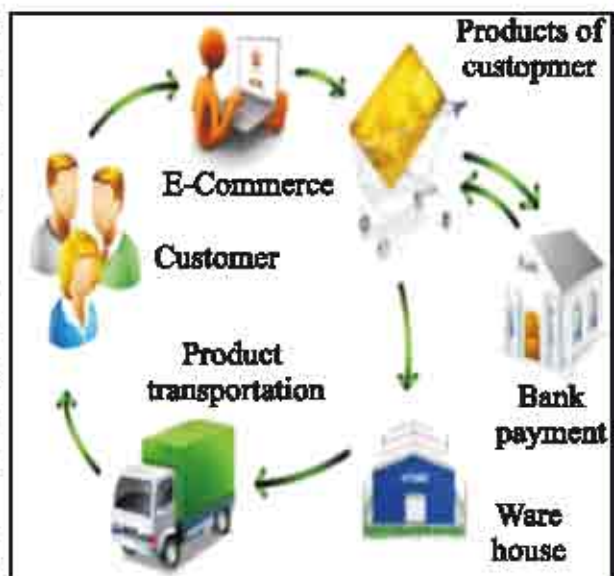 Products of
custopmer
E-Commerce
Customer
Product
transportation
Bank
payment
Ware
house